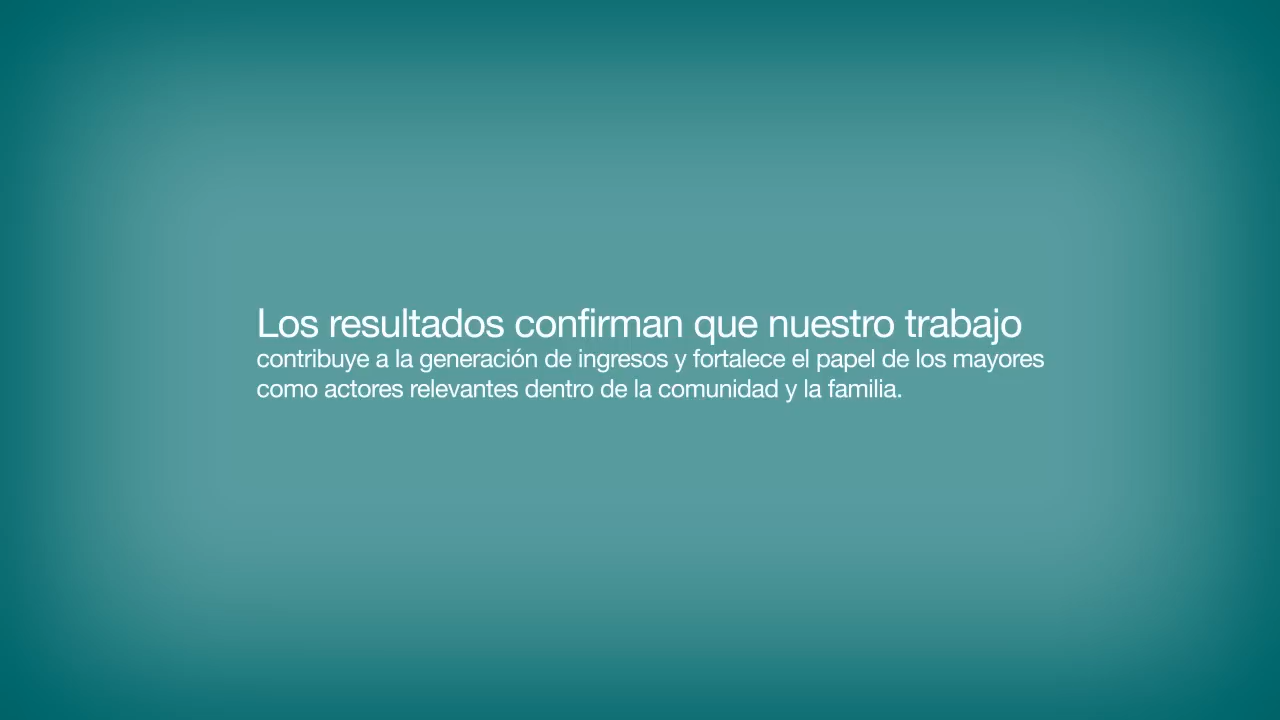 Los resultados confirman que nuestro trabajo
contribuye a la generación de ingresos y fortalece el papel de los mayores
como actores relevantes dentro de la comunidad y la familia.